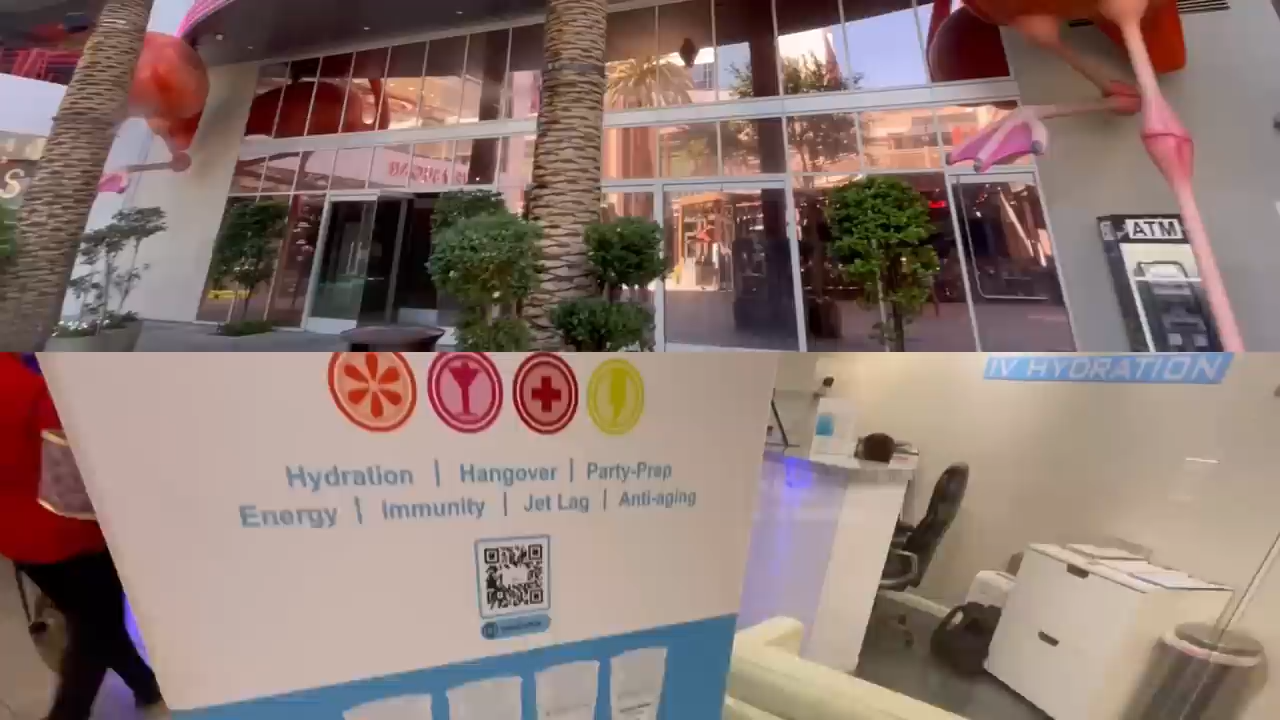 S
ATM
IV HYDRATION
Hydration | Hangover | Party-Prep
Energy | Immunity | Jet Lag | Anti-aging